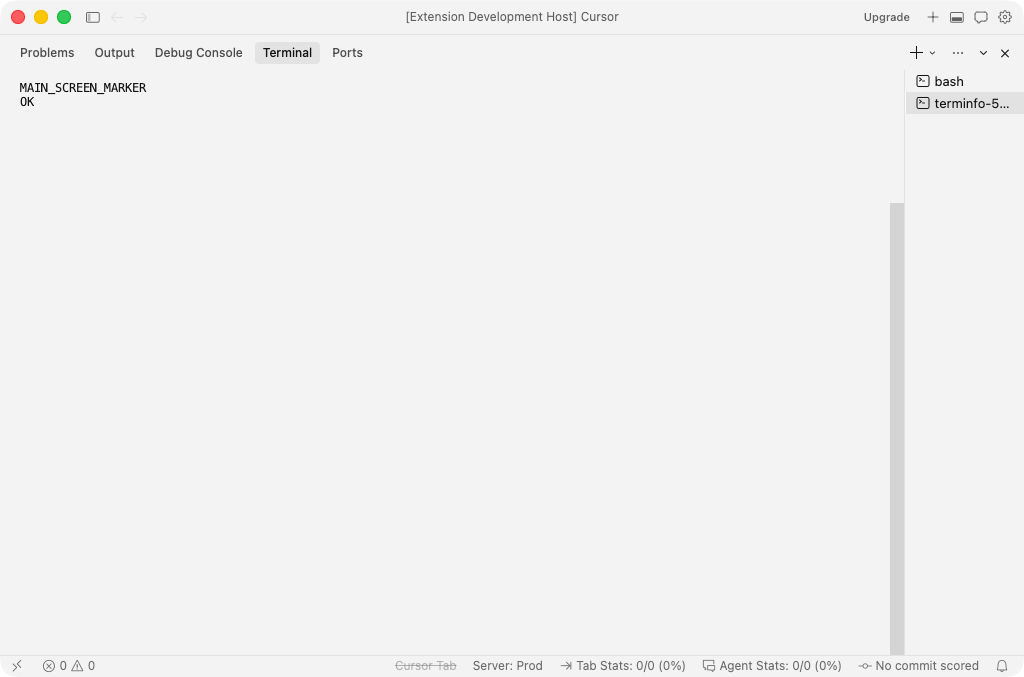 [Extension Development Host] Cursor
Upgrade
Problems Output Debug Console Terminal Ports
MAIN_SCREEN_MARKER
OK
bash
terminfo-5...
0 0 Cursor Tab Server: Prod Tab Stats: 0/0 (0%) Agent Stats: 0/0 (0%) No commit scored